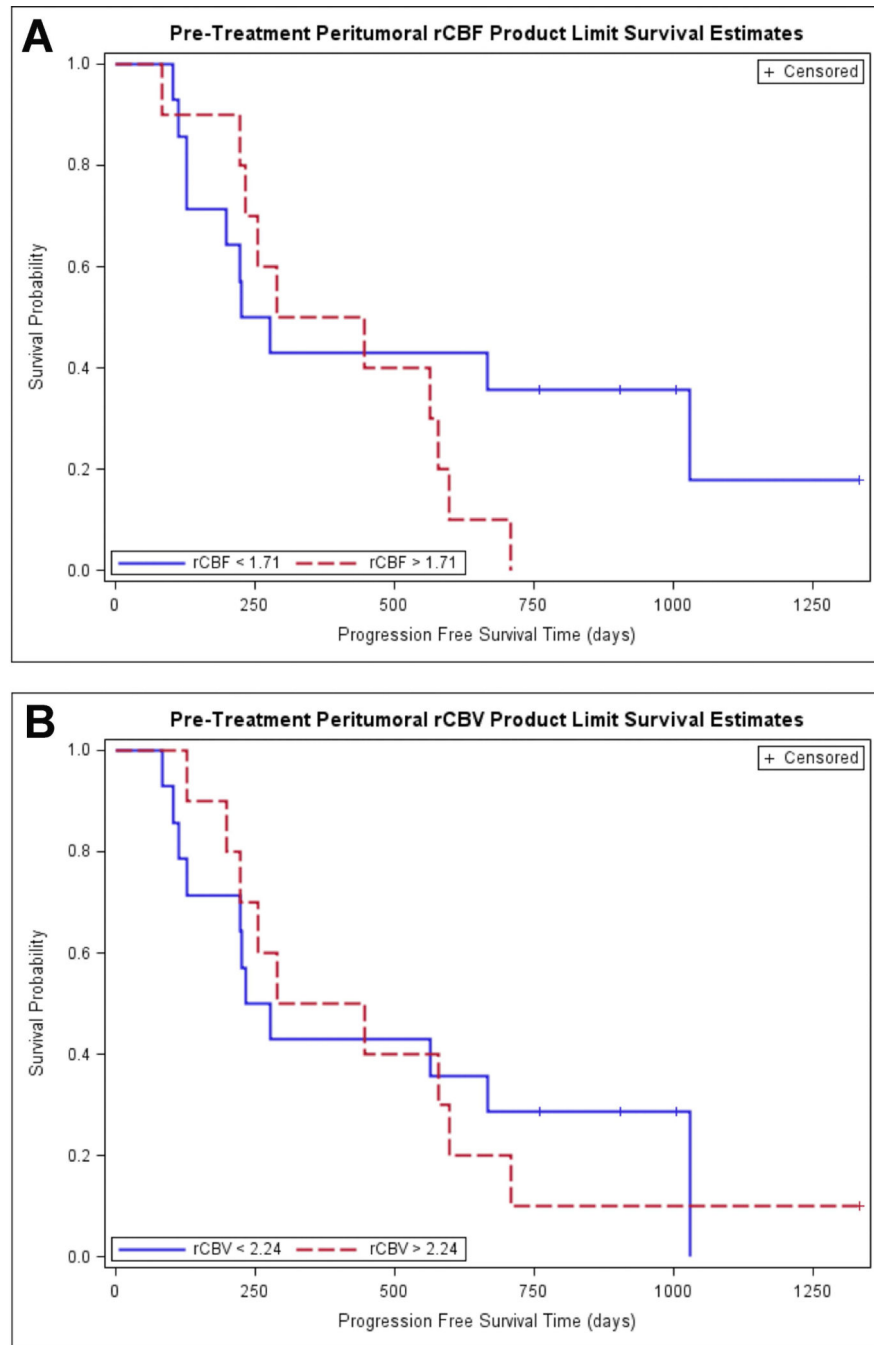 A
Pre-Treatment Peritumoral rCBF Product Limit Survival Estimates
+ Censored
1.0
0.8
0.6
0.4
0.2
0.0
Survival Probability
rCBF < 1.71 rCBF > 1.71
0 250 500 750 1000 1250
Progression Free Survival Time (days)
B
Pre-Treatment Peritumoral rCBV Product Limit Survival Estimates
+ Censored
1.0
0.8
0.6
0.4
0.2
0.0
Survival Probability
rCBV < 2.24 rCBV > 2.24
0 250 500 750 1000 1250
Progression Free Survival Time (days)